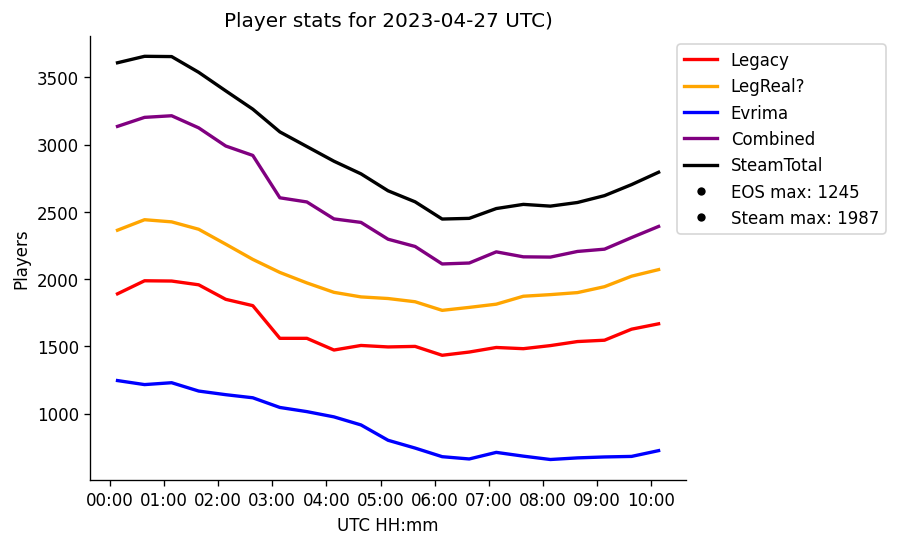 Player stats for 2023-04-27 UTC)
Legacy
LegReal?
Evrima
Combined
SteamTotal
EOS max: 1245
Steam max: 1987
Players
3500
3000
2500
2000
1500
1000
00:00 01:00 02:00 03:00 04:00 05:00 06:00 07:00 08:00 09:00 10:00
UTC HH:mm